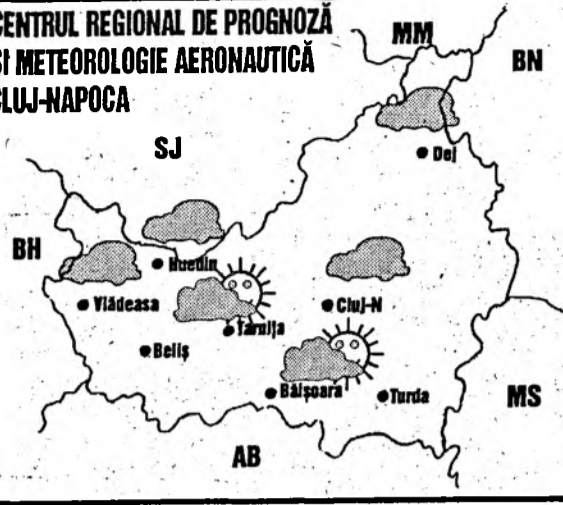 CENTRUL REGIONAL DE PROGNOZĂ
ȘI METEOROLOGIE AERONAUTICĂ
CLUJ-NAPOCA
MM
BN
SJ
Dej
BH
Huedin
Vlădeasa
Cluj-N
Tarnița
Beliș
Băișoara
Turda
MS
AB